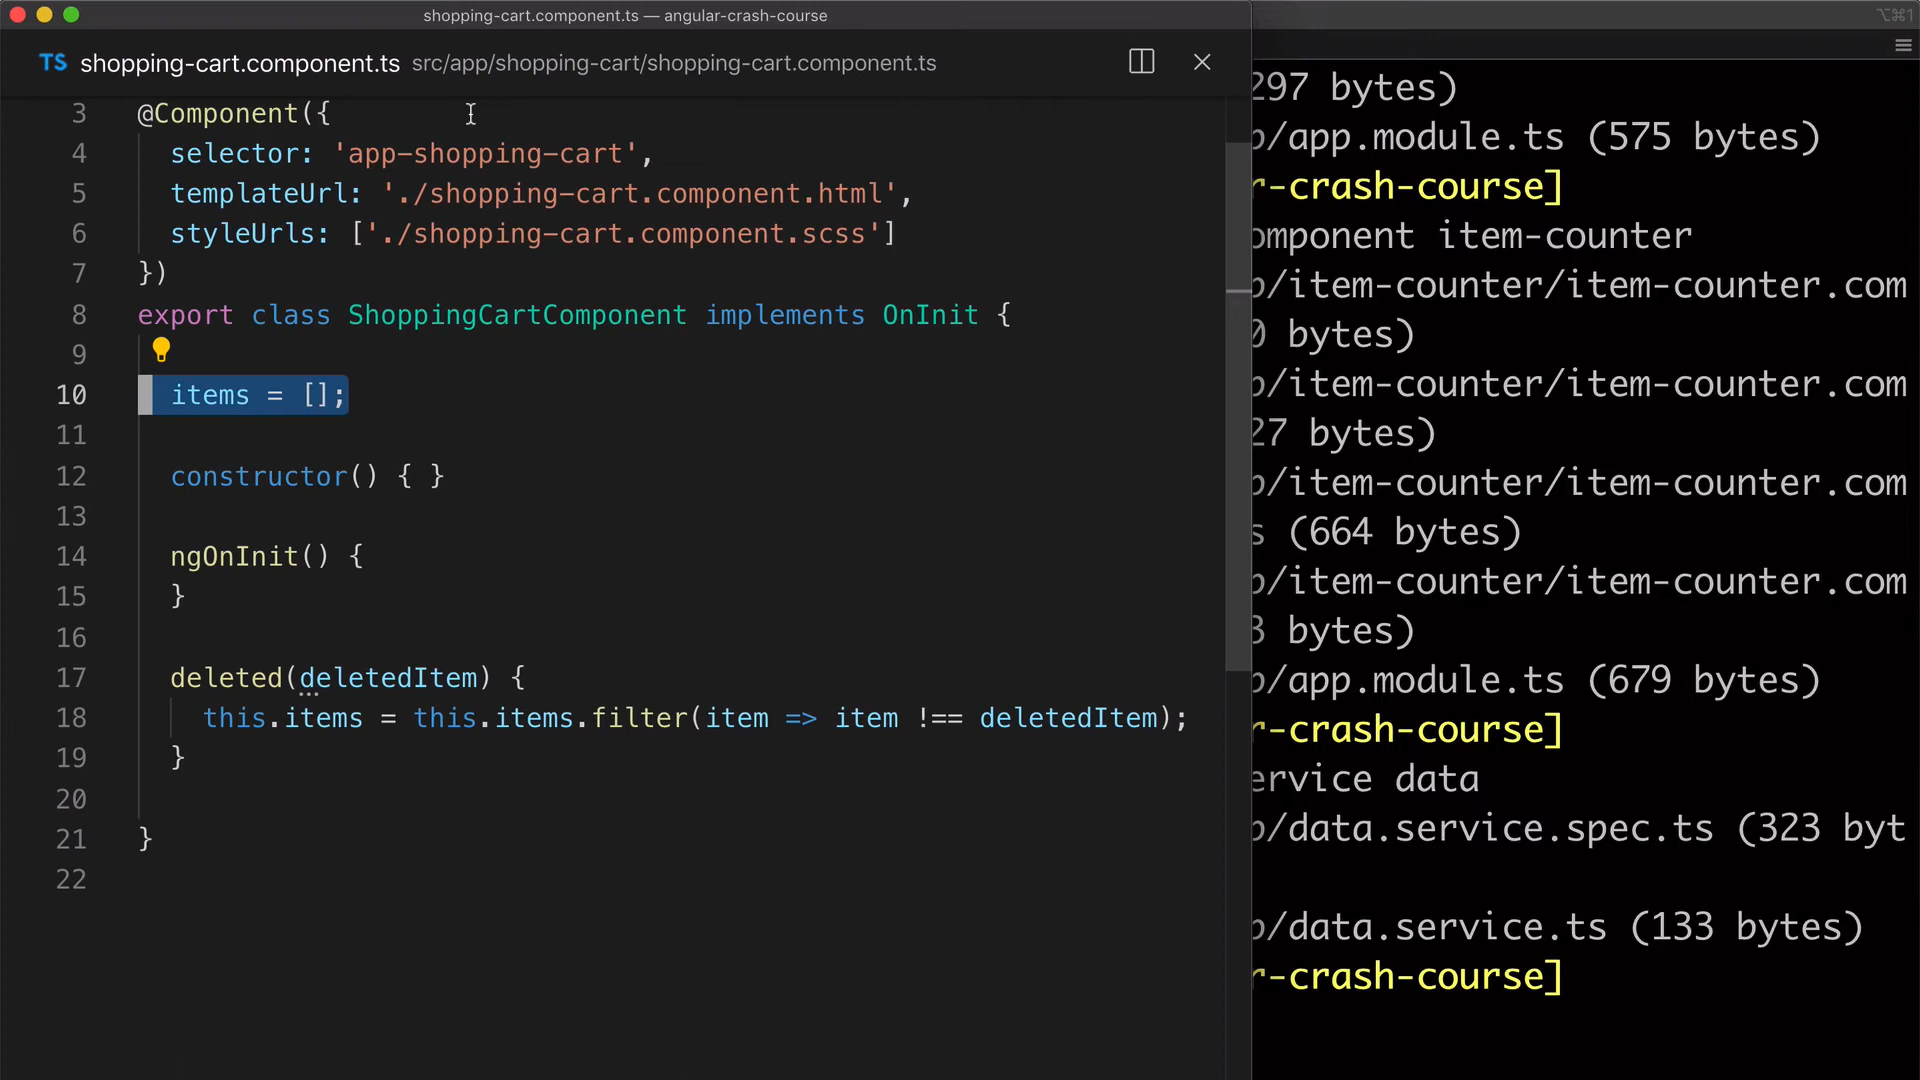 shopping-cart.component.ts — angular-crash-course
⌥⌘1
TS shopping-cart.component.ts src/app/shopping-cart/shopping-cart.component.ts
3 @Component({
4 selector: 'app-shopping-cart',
5 templateUrl: './shopping-cart.component.html',
6 styleUrls: ['./shopping-cart.component.scss']
7 })
8 export class ShoppingCartComponent implements OnInit {
9
10 items = [];
11
12 constructor() { }
13
14 ngOnInit() {
15 }
16
17 deleted(deletedItem) {
18 this.items = this.items.filter(item => item !== deletedItem);
19 }
20
21 }
22
297 bytes)
/app.module.ts (575 bytes)
r-crash-course]
omponent item-counter
/item-counter/item-counter.com
0 bytes)
/item-counter/item-counter.com
27 bytes)
/item-counter/item-counter.com
s (664 bytes)
/item-counter/item-counter.com
3 bytes)
/app.module.ts (679 bytes)
r-crash-course]
ervice data
/data.service.spec.ts (323 byt
/data.service.ts (133 bytes)
r-crash-course]